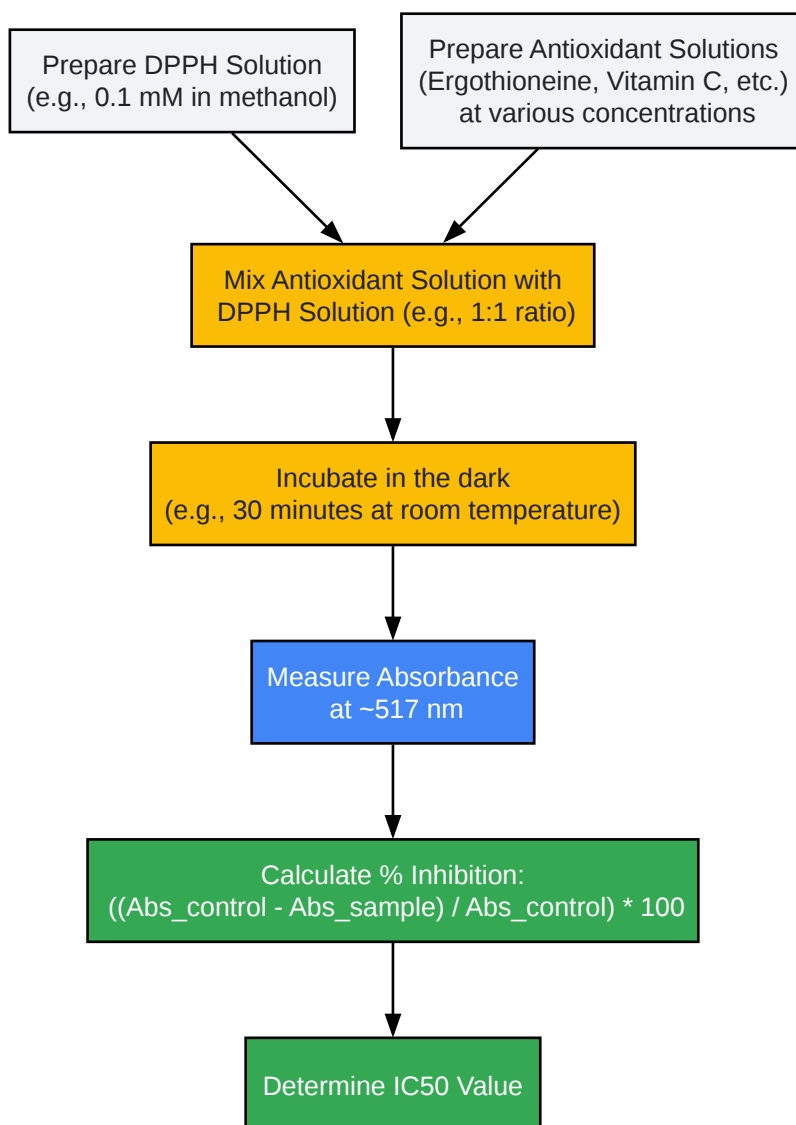 Prepare DPPH Solution
(e.g., 0.1 mM in methanol)
Prepare Antioxidant Solutions
(Ergothioneine, Vitamin C, etc.)
at various concentrations
Mix Antioxidant Solution with
DPPH Solution (e.g., 1:1 ratio)
Incubate in the dark
(e.g., 30 minutes at room temperature)
Measure Absorbance
at ~517 nm
Calculate % Inhibition:
((Abs_control - Abs_sample) / Abs_control) * 100
Determine IC50 Value